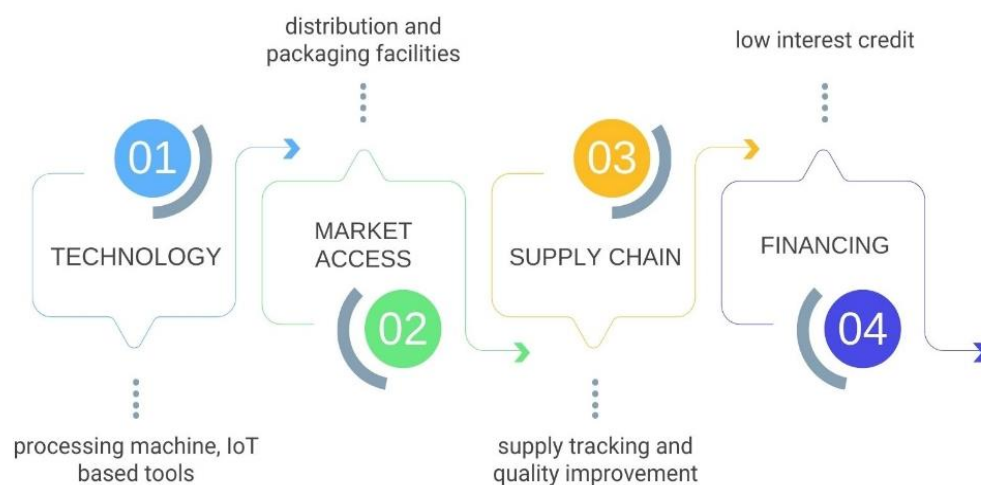 01
TECHNOLOGY
processing machine, IoT
based tools
distribution and
packaging facilities
MARKET
ACCESS
02
03
SUPPLY CHAIN
supply tracking and
quality improvement
low interest credit
FINANCING
04